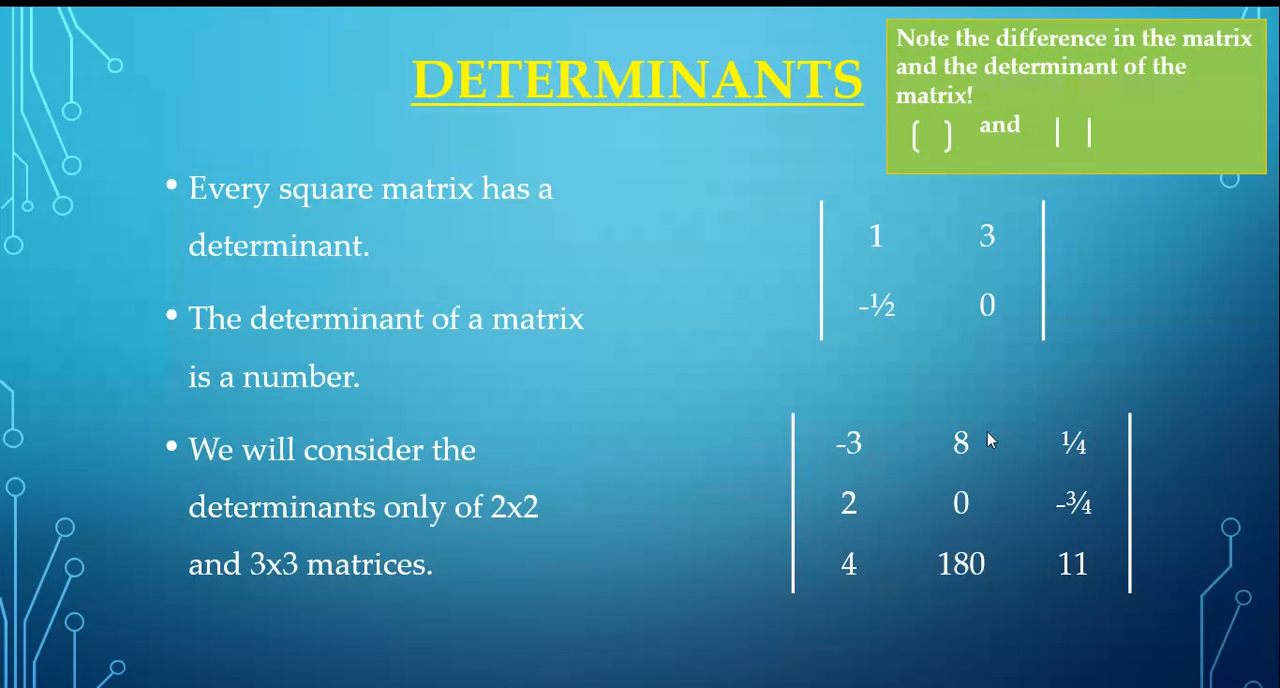 DETERMINANTS
Note the difference in the matrix
and the determinant of the
matrix!
( ) and | |
• Every square matrix has a
determinant.
• The determinant of a matrix
is a number.
• We will consider the
determinants only of 2x2
and 3x3 matrices.
1 3
-½ 0
-3 8 ¼
2 0 -¾
4 180 11